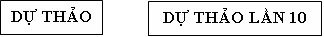 DỰ THẢO
DỰ THẢO LẦN 10